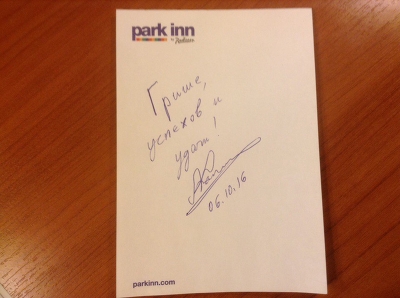 park inn
by Radisson
Грише,
успехов и
удачи!
06.10.16
parkinn.com